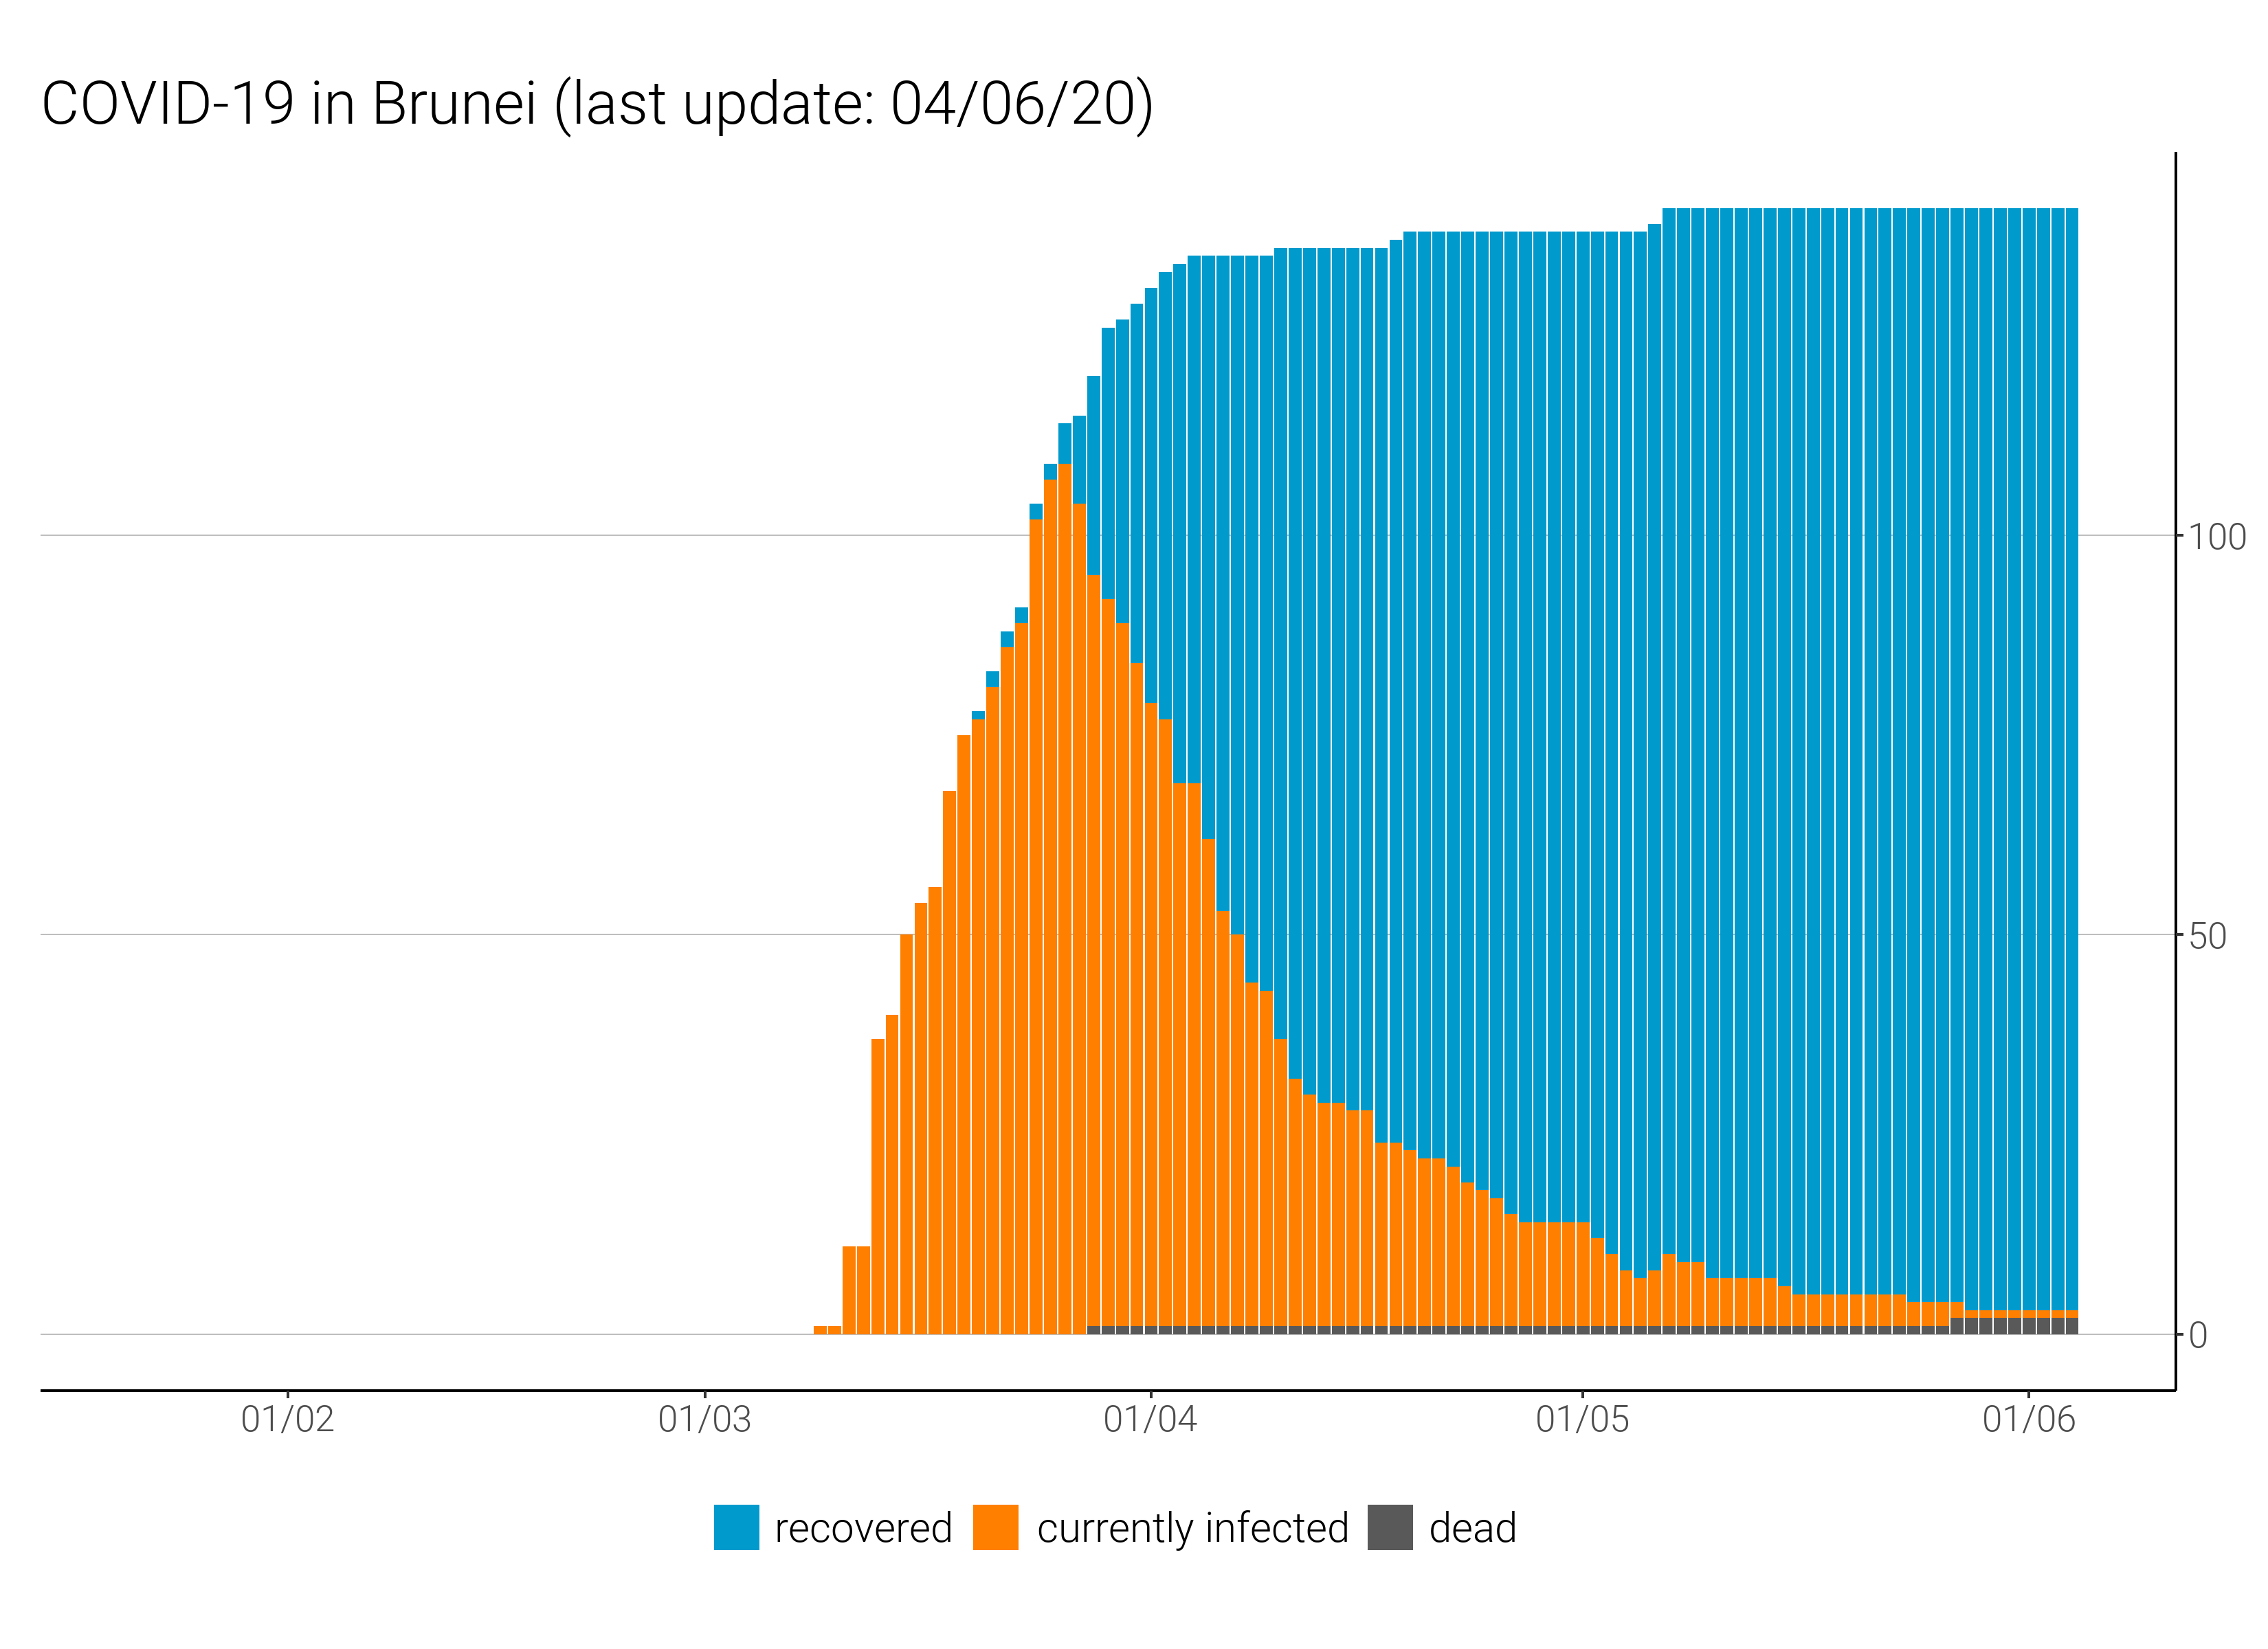 COVID-19 in Brunei (last update: 04/06/20)
100
50
0
01/02 01/03 01/04 01/05 01/06
recovered currently infected dead